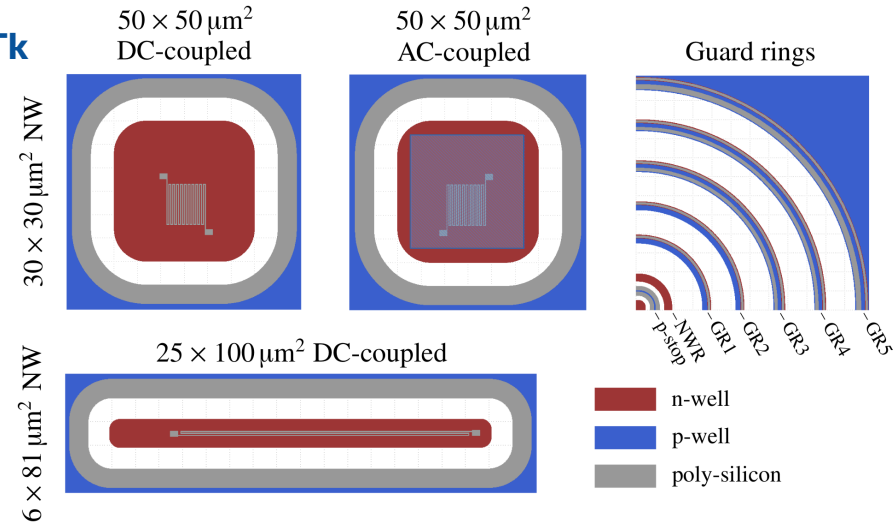 Tk
50 × 50 μm²
DC-coupled
50 × 50 μm²
AC-coupled
Guard rings
30 × 30 μm² NW
p-stop
NWR
GR1
GR2
GR3
GR4
GR5
25 × 100 μm² DC-coupled
6 × 81 μm² NW
n-well
p-well
poly-silicon